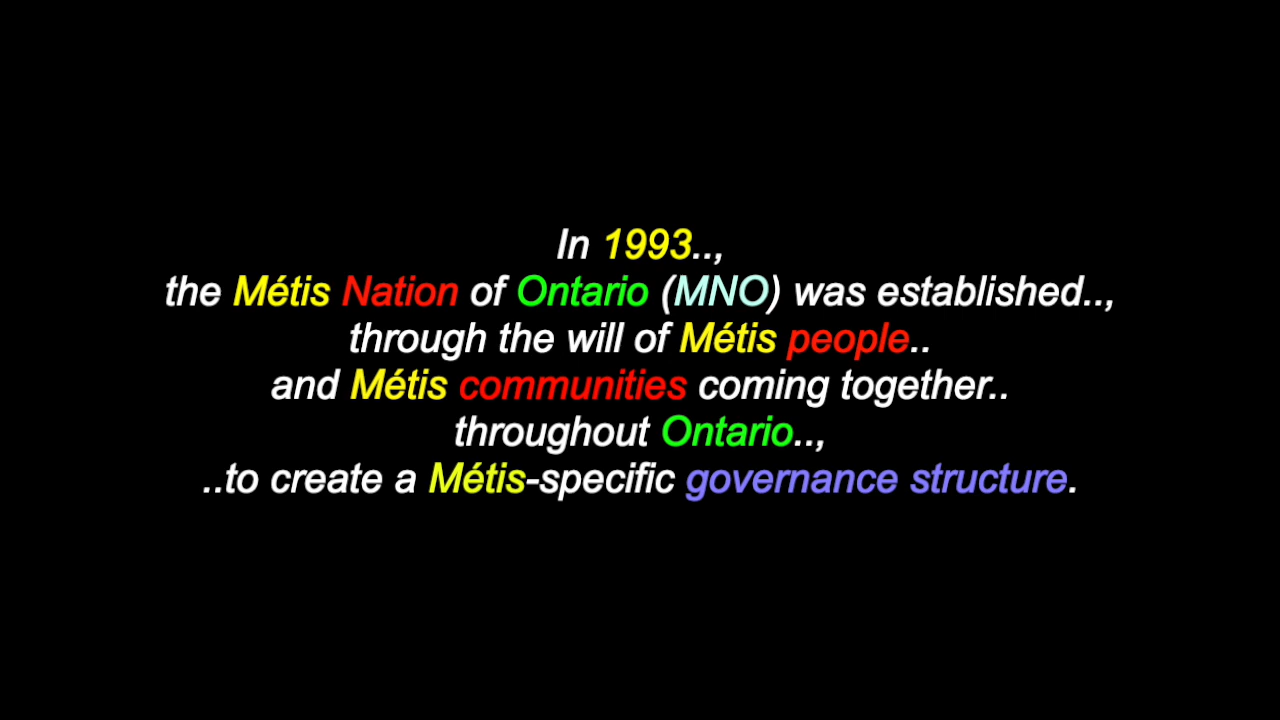 In 1993..,
the Métis Nation of Ontario (MNO) was established..,
through the will of Métis people..
and Métis communities coming together..
throughout Ontario..,
..to create a Métis-specific governance structure.